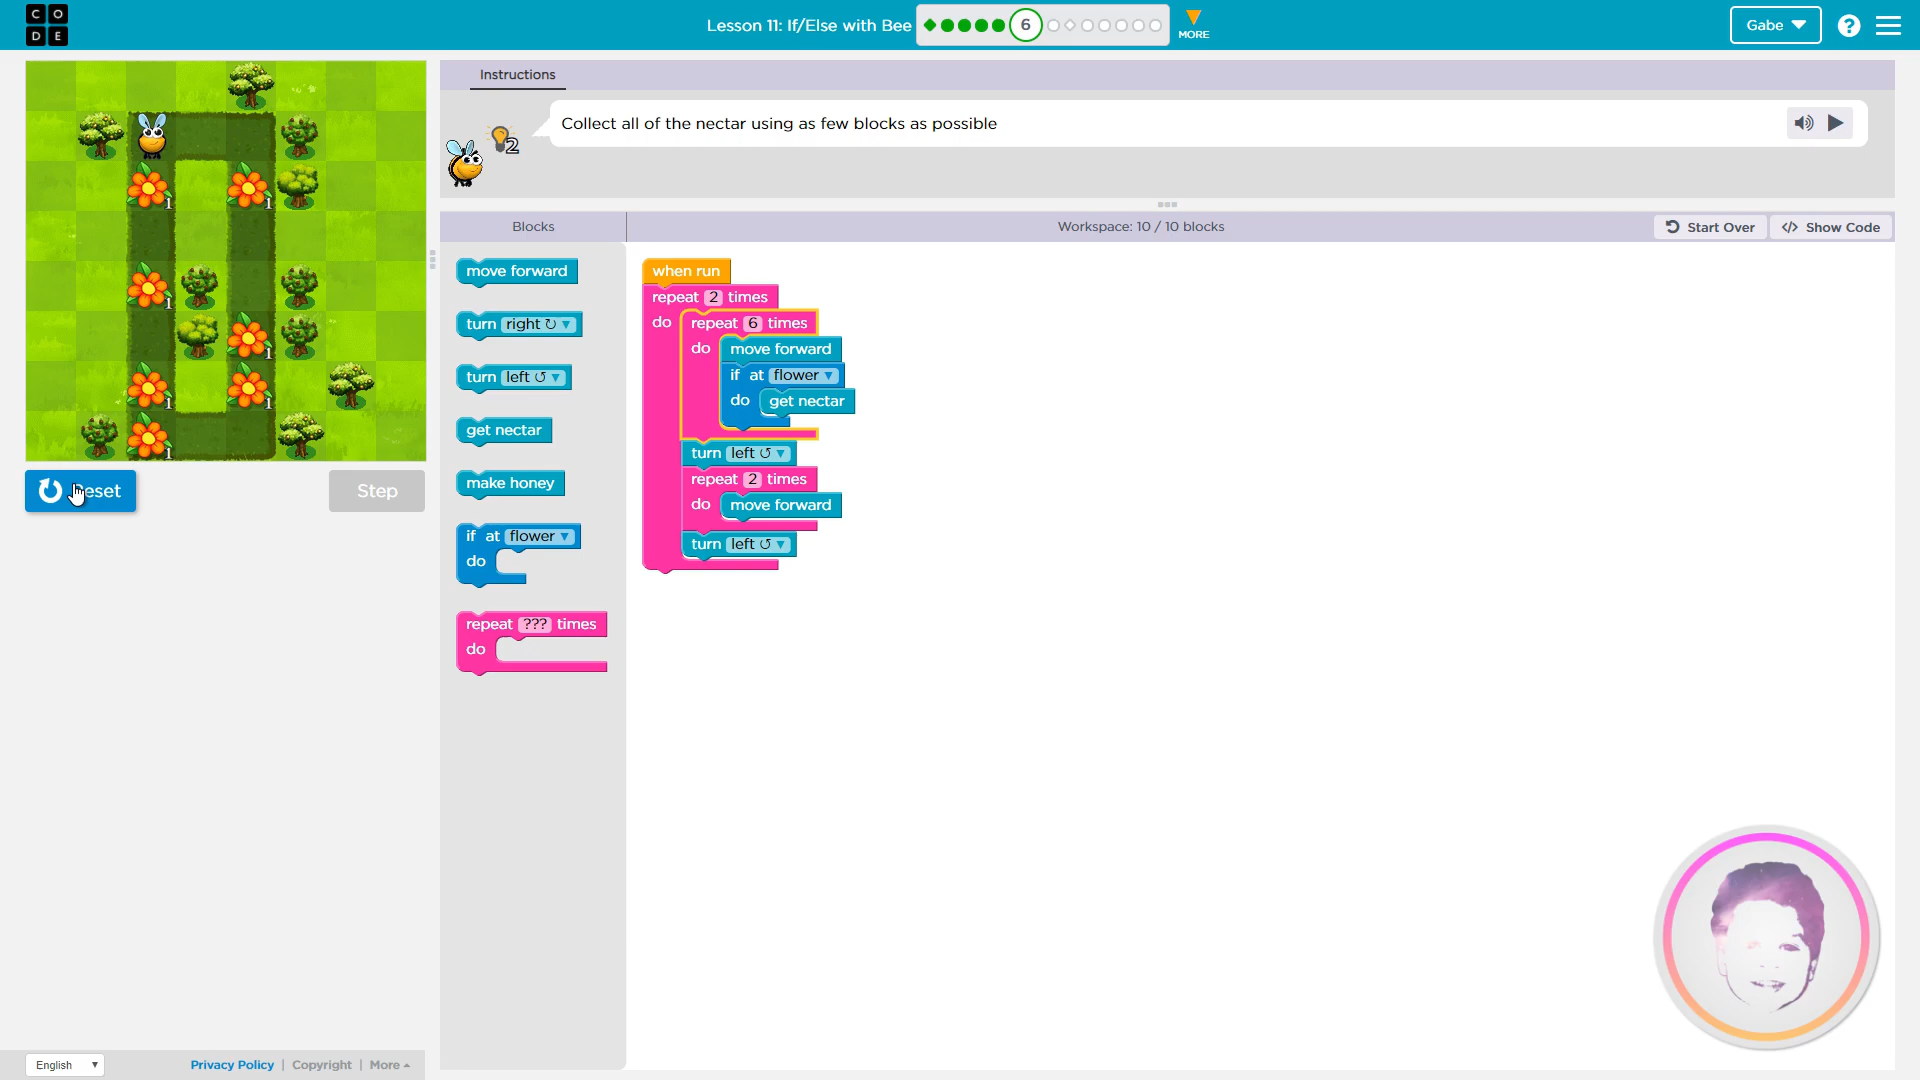 C O
D E
Lesson 11: If/Else with Bee
6
MORE
Gabe
?
Instructions
2
Collect all of the nectar using as few blocks as possible
Blocks
Workspace: 10 / 10 blocks
Start Over
</> Show Code
1
1
1
1
1
1
1
Reset
Step
move forward
turn right
turn left
get nectar
make honey
if at flower
do
repeat ??? times
do
when run
repeat 2 times
do repeat 6 times
do move forward
if at flower
do get nectar
turn left
repeat 2 times
do move forward
turn left
English
Privacy Policy | Copyright | More